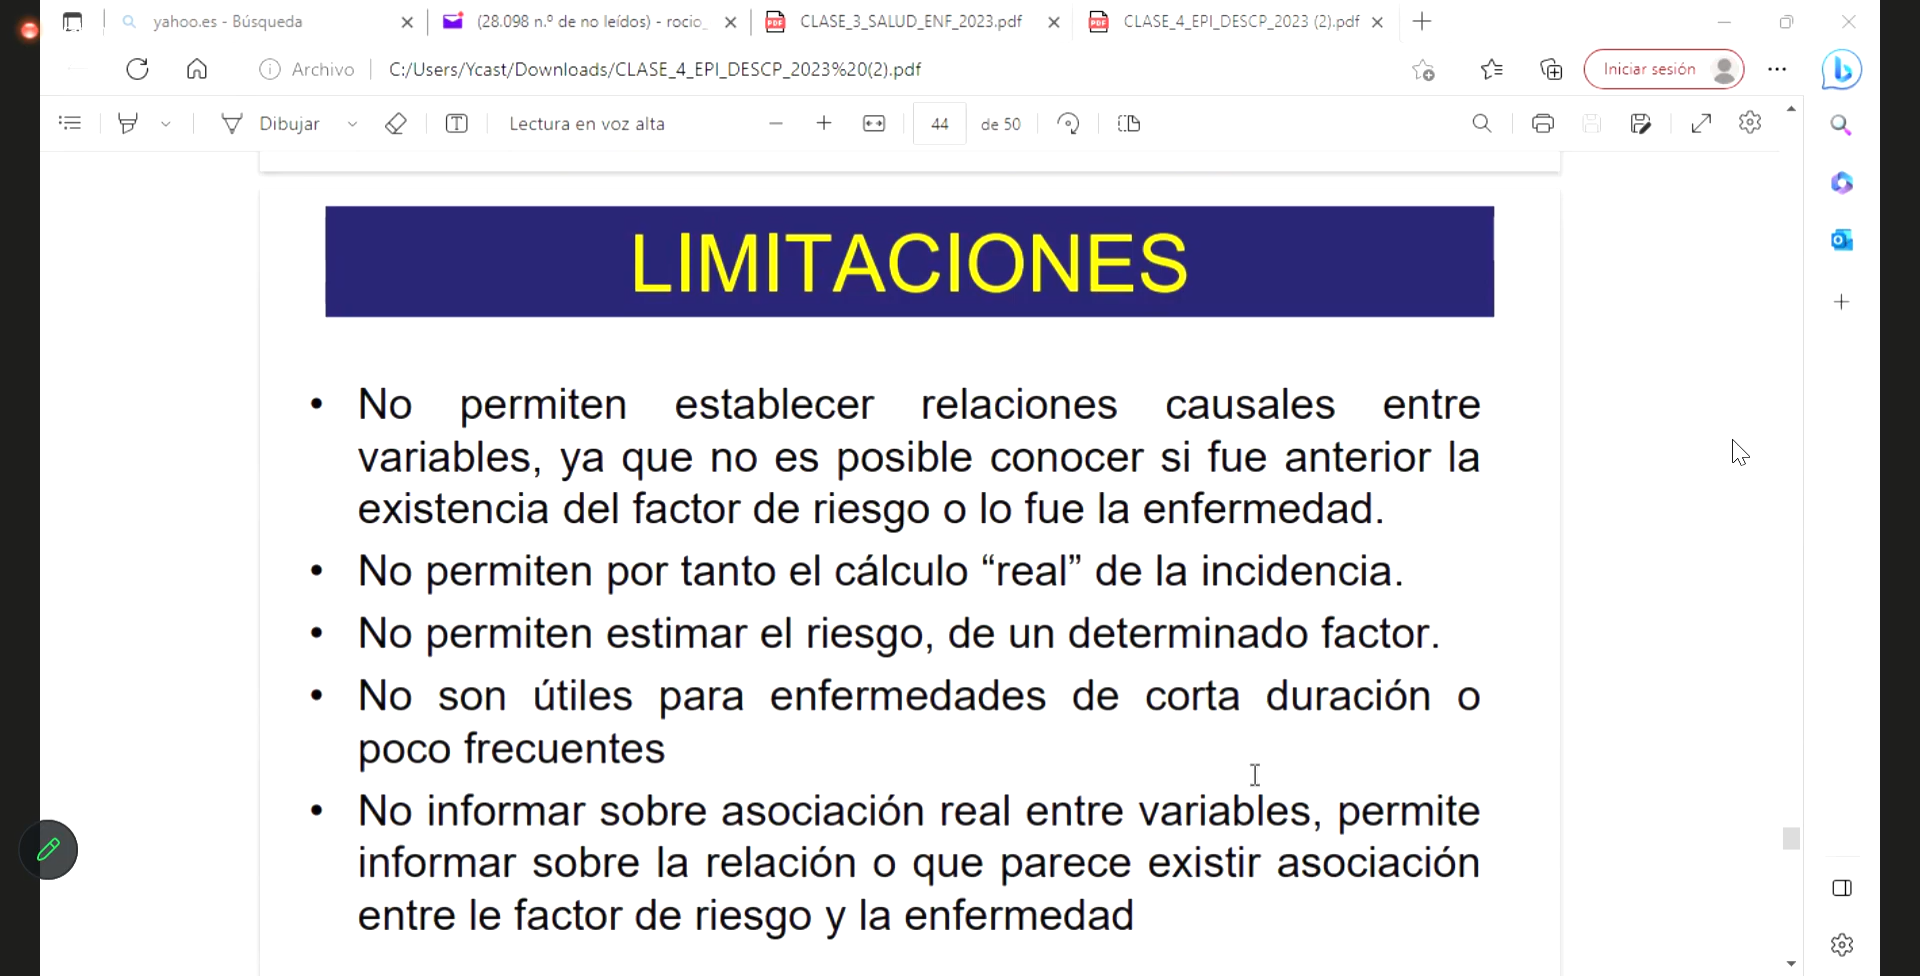 yahoo.es - Búsqueda
(28.098 n.º de no leídos) - rocio_
CLASE_3_SALUD_ENF_2023.pdf
CLASE_4_EPI_DESCP_2023 (2).pdf
Archivo
C:/Users/Ycast/Downloads/CLASE_4_EPI_DESCP_2023%20(2).pdf
Iniciar sesión
Dibujar
Lectura en voz alta
44
de 50
LIMITACIONES
• No permiten establecer relaciones causales entre
variables, ya que no es posible conocer si fue anterior la
existencia del factor de riesgo o lo fue la enfermedad.
• No permiten por tanto el cálculo “real” de la incidencia.
• No permiten estimar el riesgo, de un determinado factor.
• No son útiles para enfermedades de corta duración o
poco frecuentes
• No informar sobre asociación real entre variables, permite
informar sobre la relación o que parece existir asociación
entre le factor de riesgo y la enfermedad